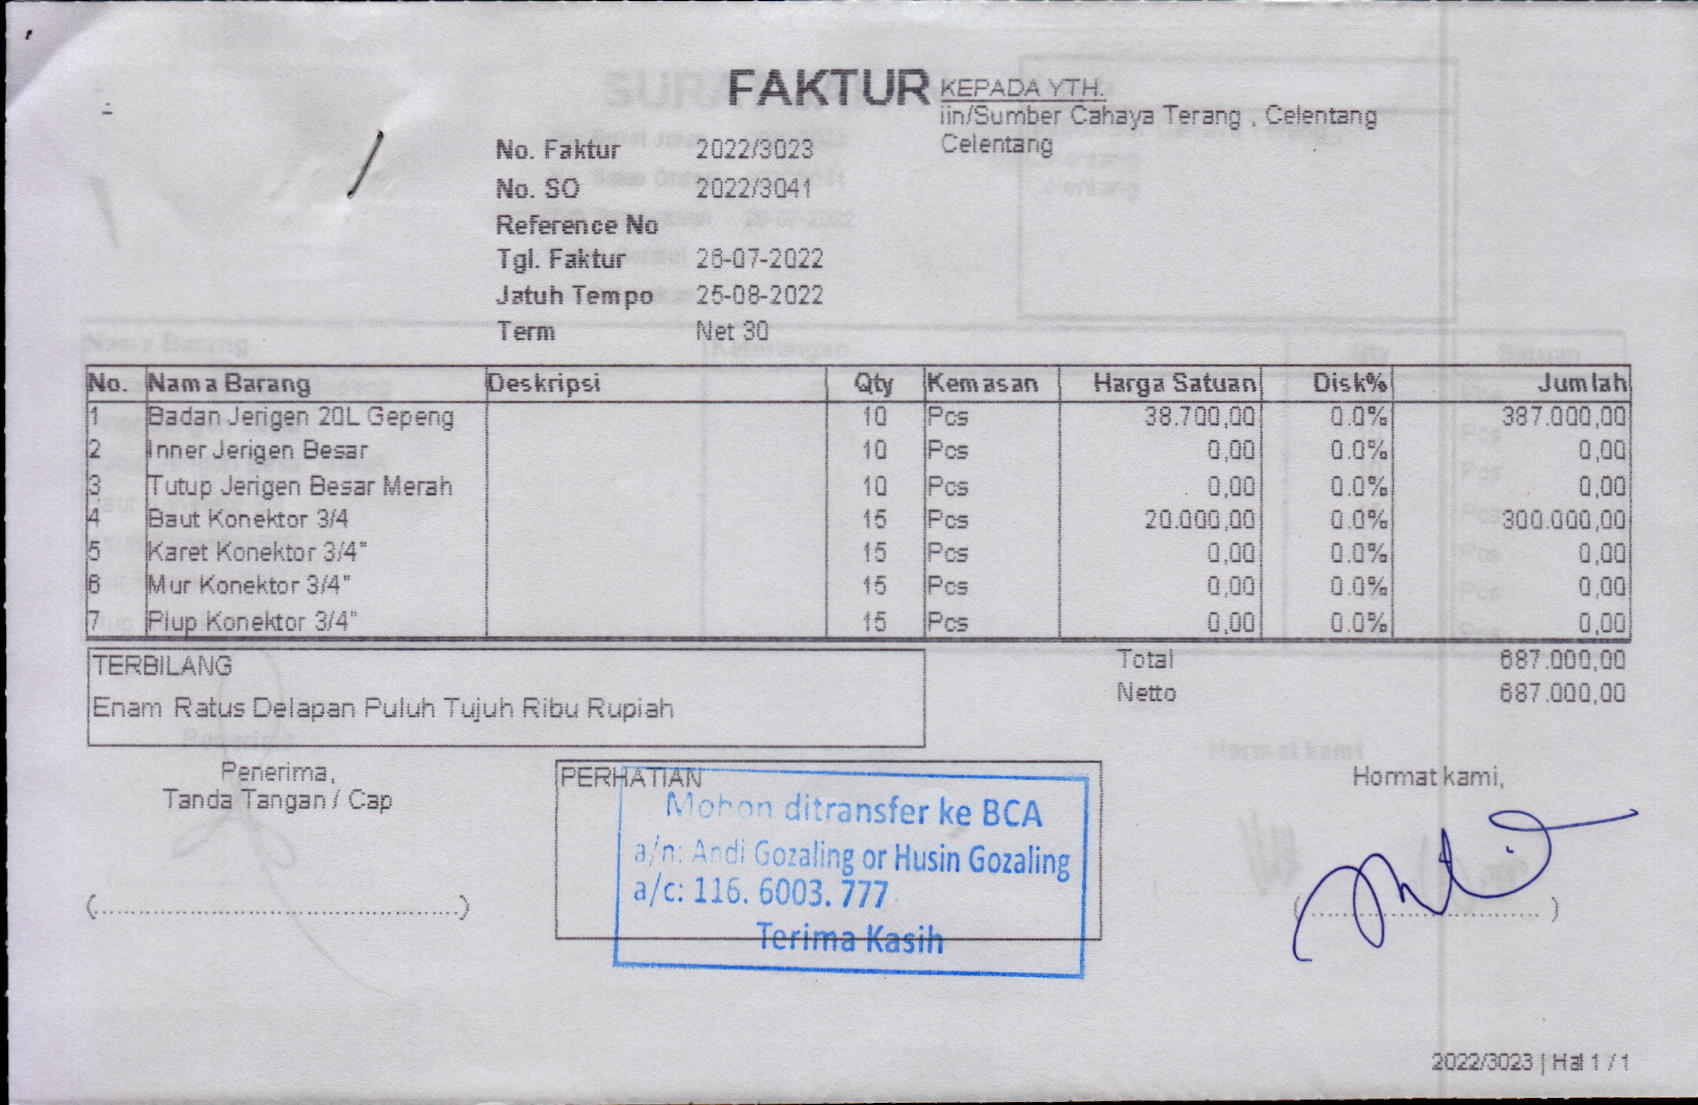 FAKTUR
KEPADA YTH.
iin/Sumber Cahaya Terang , Celentang
Celentang
No. Faktur 2022/3023
No. SO 2022/3041
Reference No
Tgl. Faktur 26-07-2022
Jatuh Tempo 25-08-2022
Term Net 30
No. Nama Barang Deskripsi Qty Kemasan Harga Satuan Disk% Jumlah
1 Badan Jerigen 20L Gepeng 10 Pcs 38.700,00 0.0% 387.000,00
2 Inner Jerigen Besar 10 Pcs 0,00 0.0% 0,00
3 Tutup Jerigen Besar Merah 10 Pcs 0,00 0.0% 0,00
4 Baut Konektor 3/4 15 Pcs 20.000,00 0.0% 300.000,00
5 Karet Konektor 3/4" 15 Pcs 0,00 0.0% 0,00
6 Mur Konektor 3/4" 15 Pcs 0,00 0.0% 0,00
7 Plup Konektor 3/4" 15 Pcs 0,00 0.0% 0,00
TERBILANG
Enam Ratus Delapan Puluh Tujuh Ribu Rupiah
Total 687.000,00
Netto 687.000,00
Penerima,
Tanda Tangan / Cap
PERHATIAN
Mohon ditransfer ke BCA
a/n: Andi Gozaling or Husin Gozaling
a/c: 116. 6003. 777
Terima Kasih
Hormat kami,
2022/3023 | Hal 1 / 1